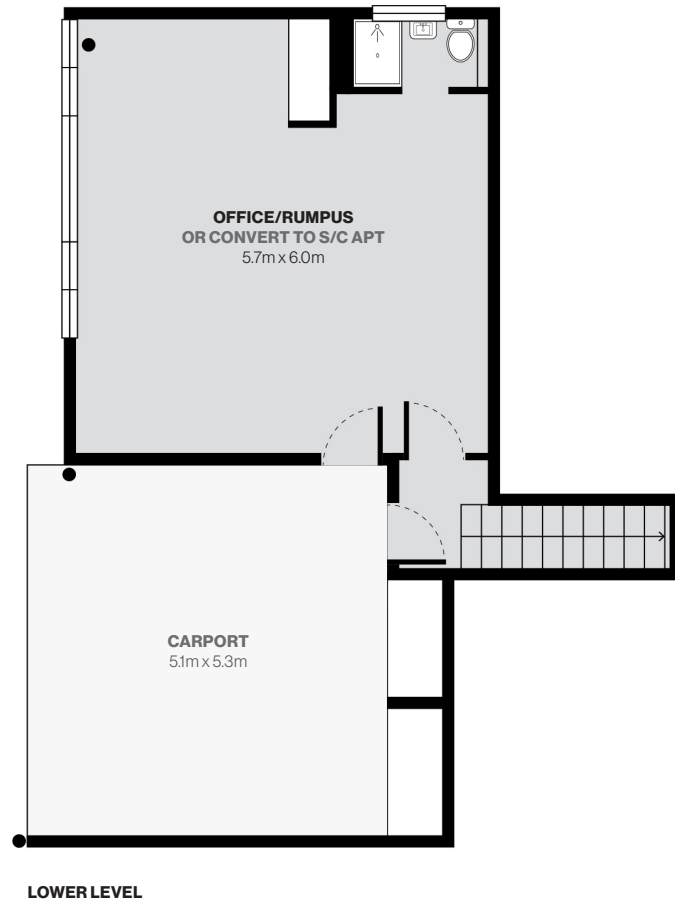 OFFICE/RUMPUS
OR CONVERT TO S/C APT
5.7m x 6.0m
CARPORT
5.1m x 5.3m
LOWER LEVEL